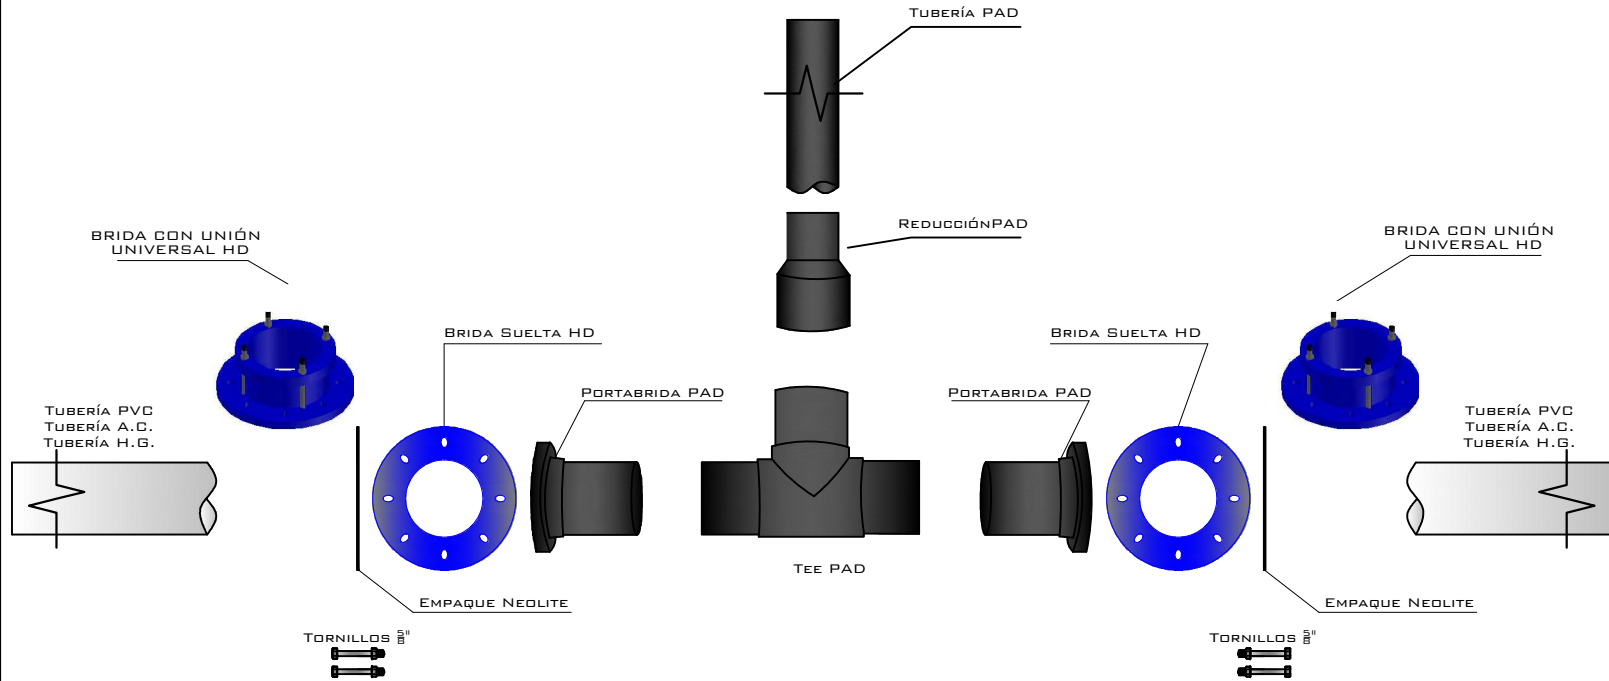 Tubería PAD
ReducciónPAD
BRIDA CON UNIÓN
UNIVERSAL HD
BRIDA CON UNIÓN
UNIVERSAL HD
Brida Suelta HD
Brida Suelta HD
Portabrida PAD
Portabrida PAD
Tubería PVC
Tubería A.C.
Tubería H.G.
Tubería PVC
Tubería A.C.
Tubería H.G.
Tee PAD
Empaque Neolite
Empaque Neolite
Tornillos 5/8"
Tornillos 5/8"